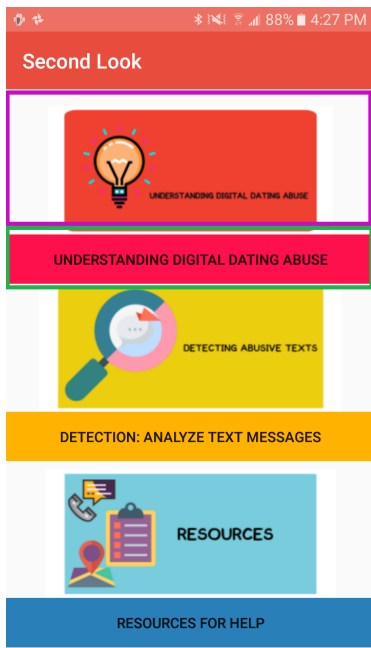 88% 4:27 PM
Second Look
UNDERSTANDING DIGITAL DATING ABUSE
UNDERSTANDING DIGITAL DATING ABUSE
DETECTING ABUSIVE TEXTS
DETECTION: ANALYZE TEXT MESSAGES
RESOURCES
RESOURCES FOR HELP